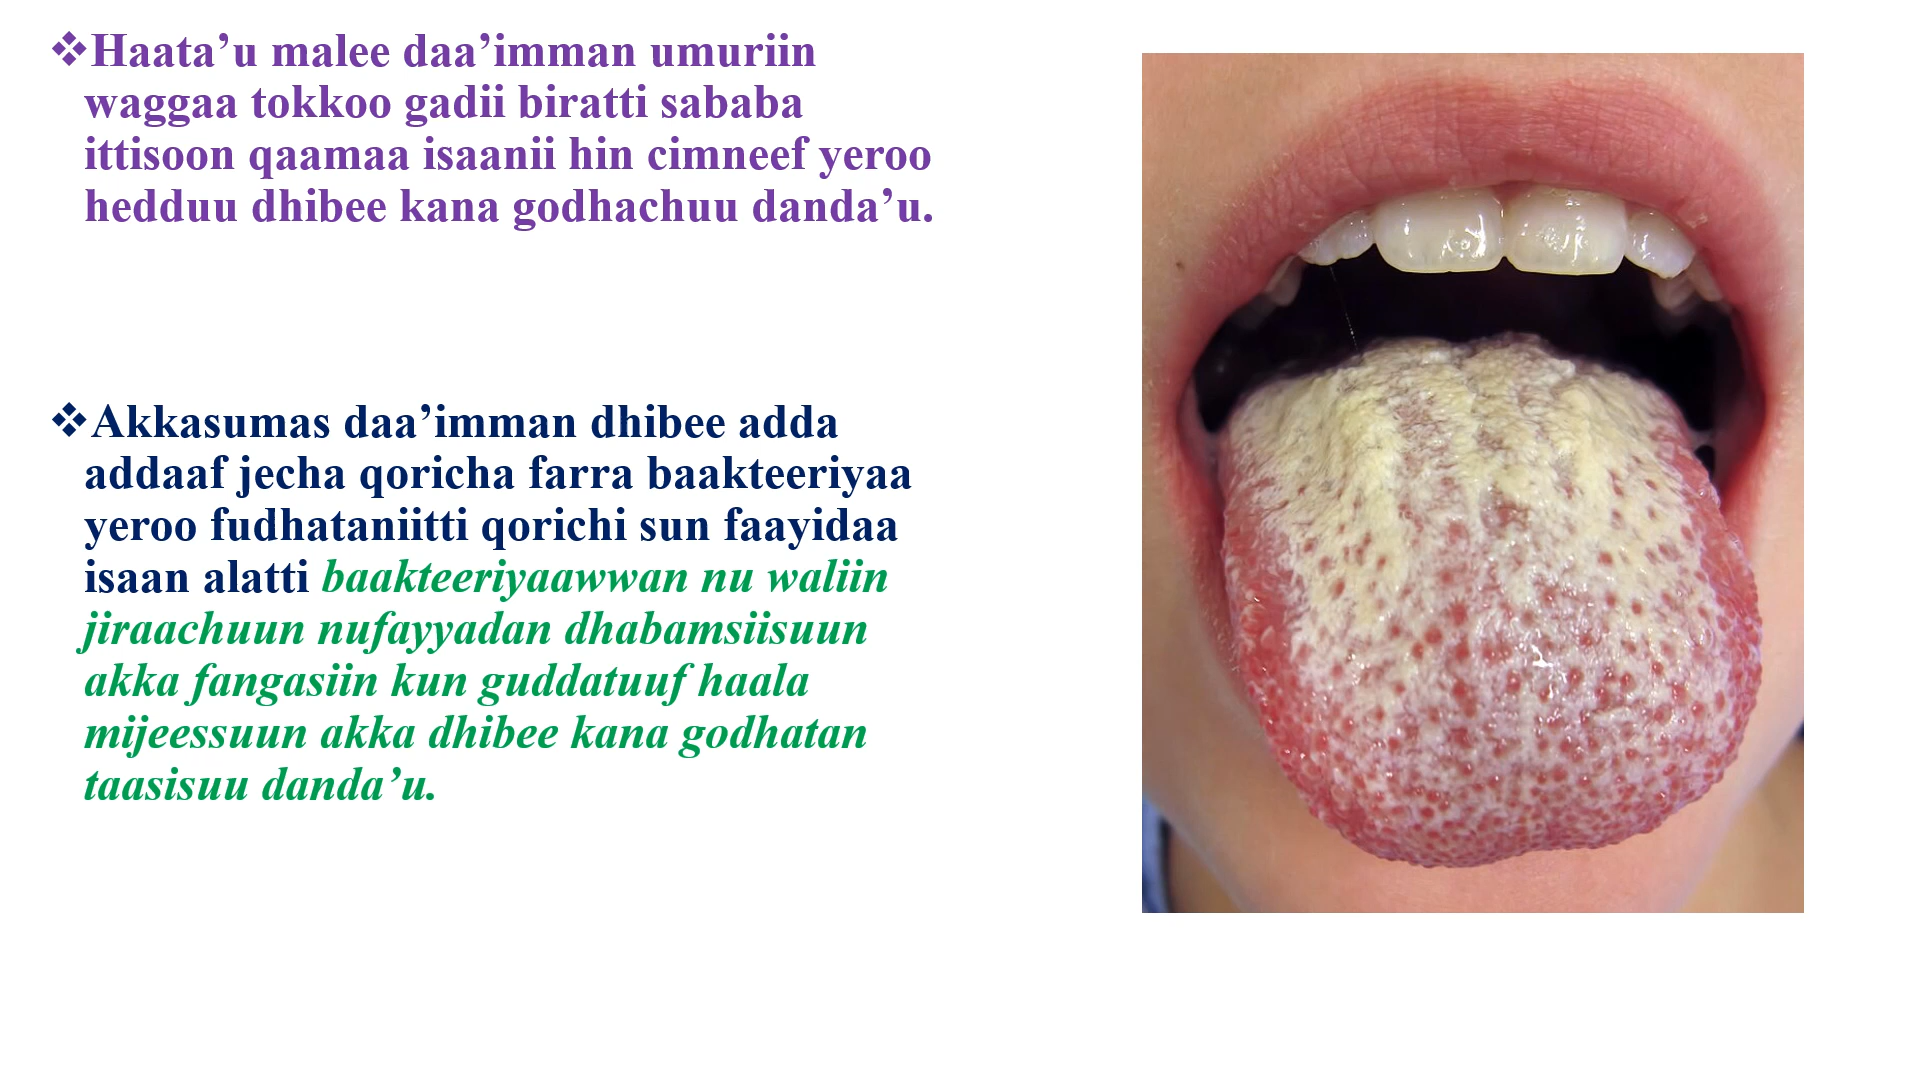 ❖Haata’u malee daa’imman umuriin
waggaa tokkoo gadii biratti sababa
ittisoon qaamaa isaanii hin cimneef yeroo
hedduu dhibee kana godhachuu danda’u.
❖Akkasumas daa’imman dhibee adda
addaaf jecha qoricha farra baakteeriyaa
yeroo fudhataniitti qorichi sun faayidaa
isaan alatti baakteeriyaawwan nu waliin
jiraachuun nufayyadan dhabamsiisuun
akka fangasiin kun guddatuuf haala
mijeessuun akka dhibee kana godhatan
taasisuu danda’u.